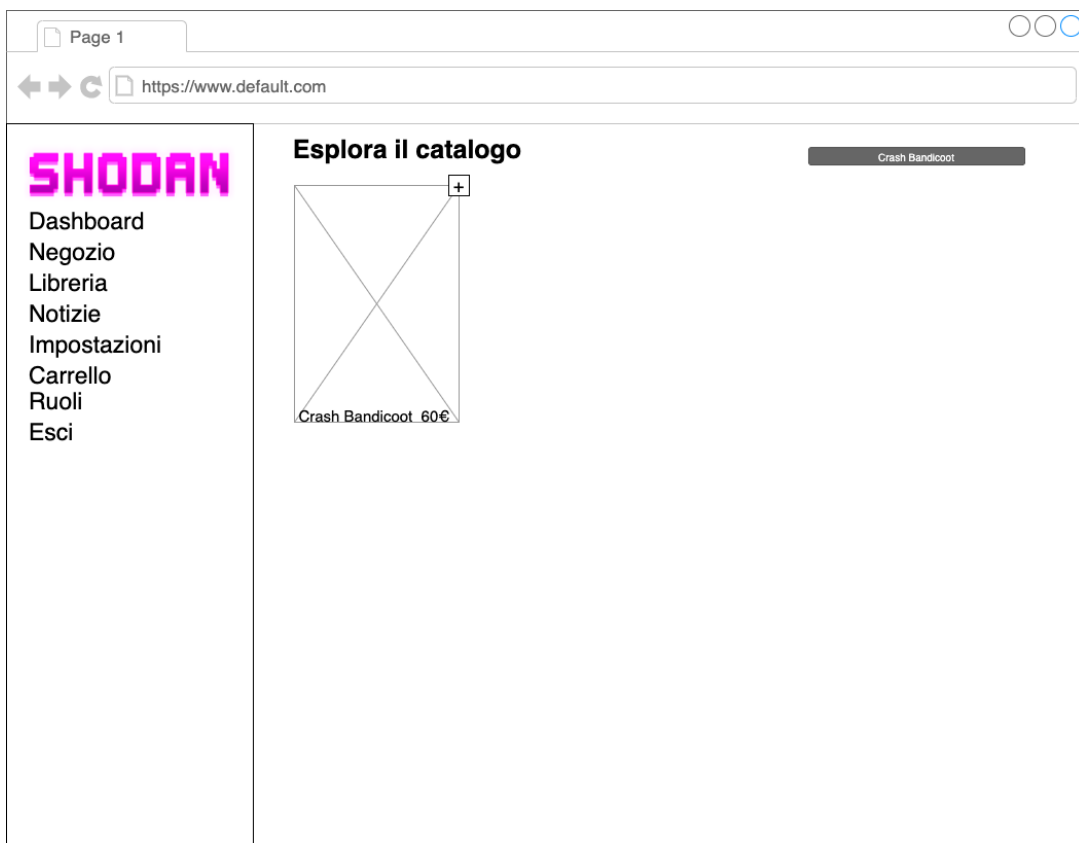 Page 1
https://www.default.com
SHODAN
Dashboard
Negozio
Libreria
Notizie
Impostazioni
Carrello
Ruoli
Esci
Esplora il catalogo
Crash Bandicoot
+
Crash Bandicoot 60€